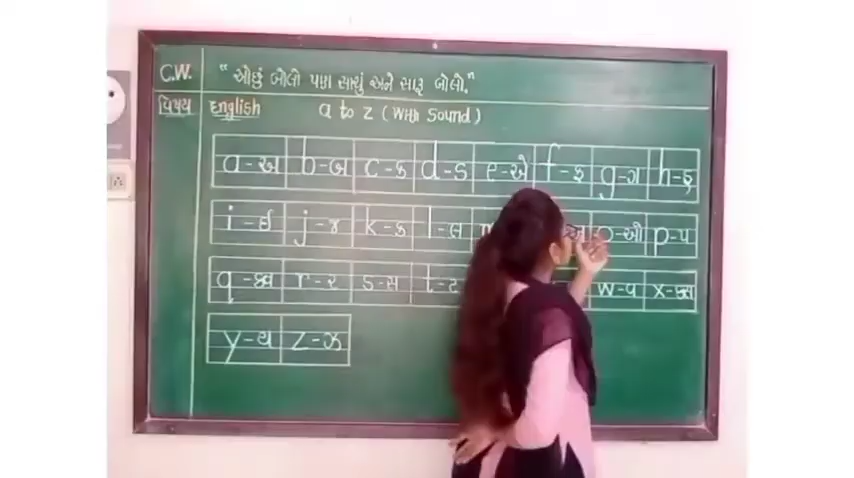 C.W. "ઓછું બોલો પણ સાચું અને સારૂ બોલો."
વિષય English a to z (With Sound)
a-અ b-બ c-ક d-ડ e-એ f-ફ g-ગ h-હ
i-ઈ j-જ k-ક l-લ o-ઓ p-પ
q-ક્વ r-ર s-સ t-ટ w-વ x-ક્સ
y-ય z-ઝ